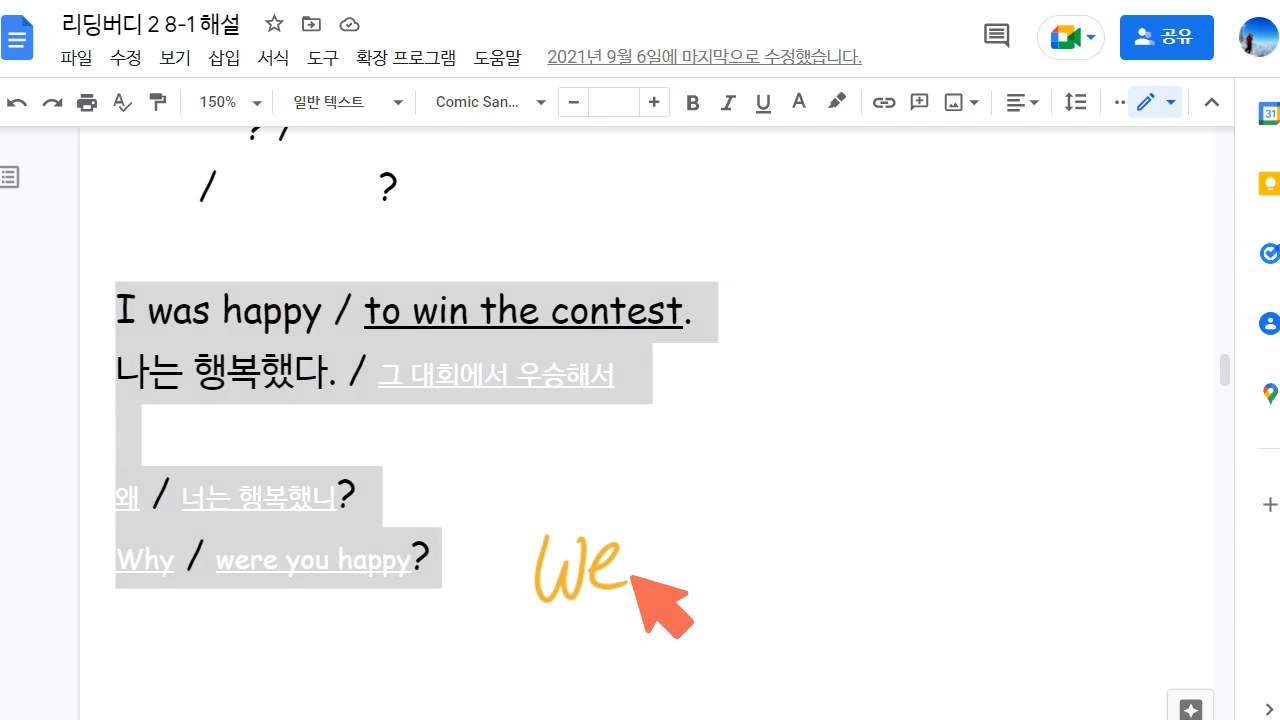 리딩버디 2 8-1해설
파일 수정 보기 삽입 서식 도구 확장 프로그램 도움말 2021년 9월 6일에 마지막으로 수정했습니다.
공유
150% 일반 텍스트 Comic San... − + B I U A
31
? /
/ ?
I was happy / to win the contest.
나는 행복했다. / 그 대회에서 우승해서
왜 / 너는 행복했니?
Why / were you happy?
We